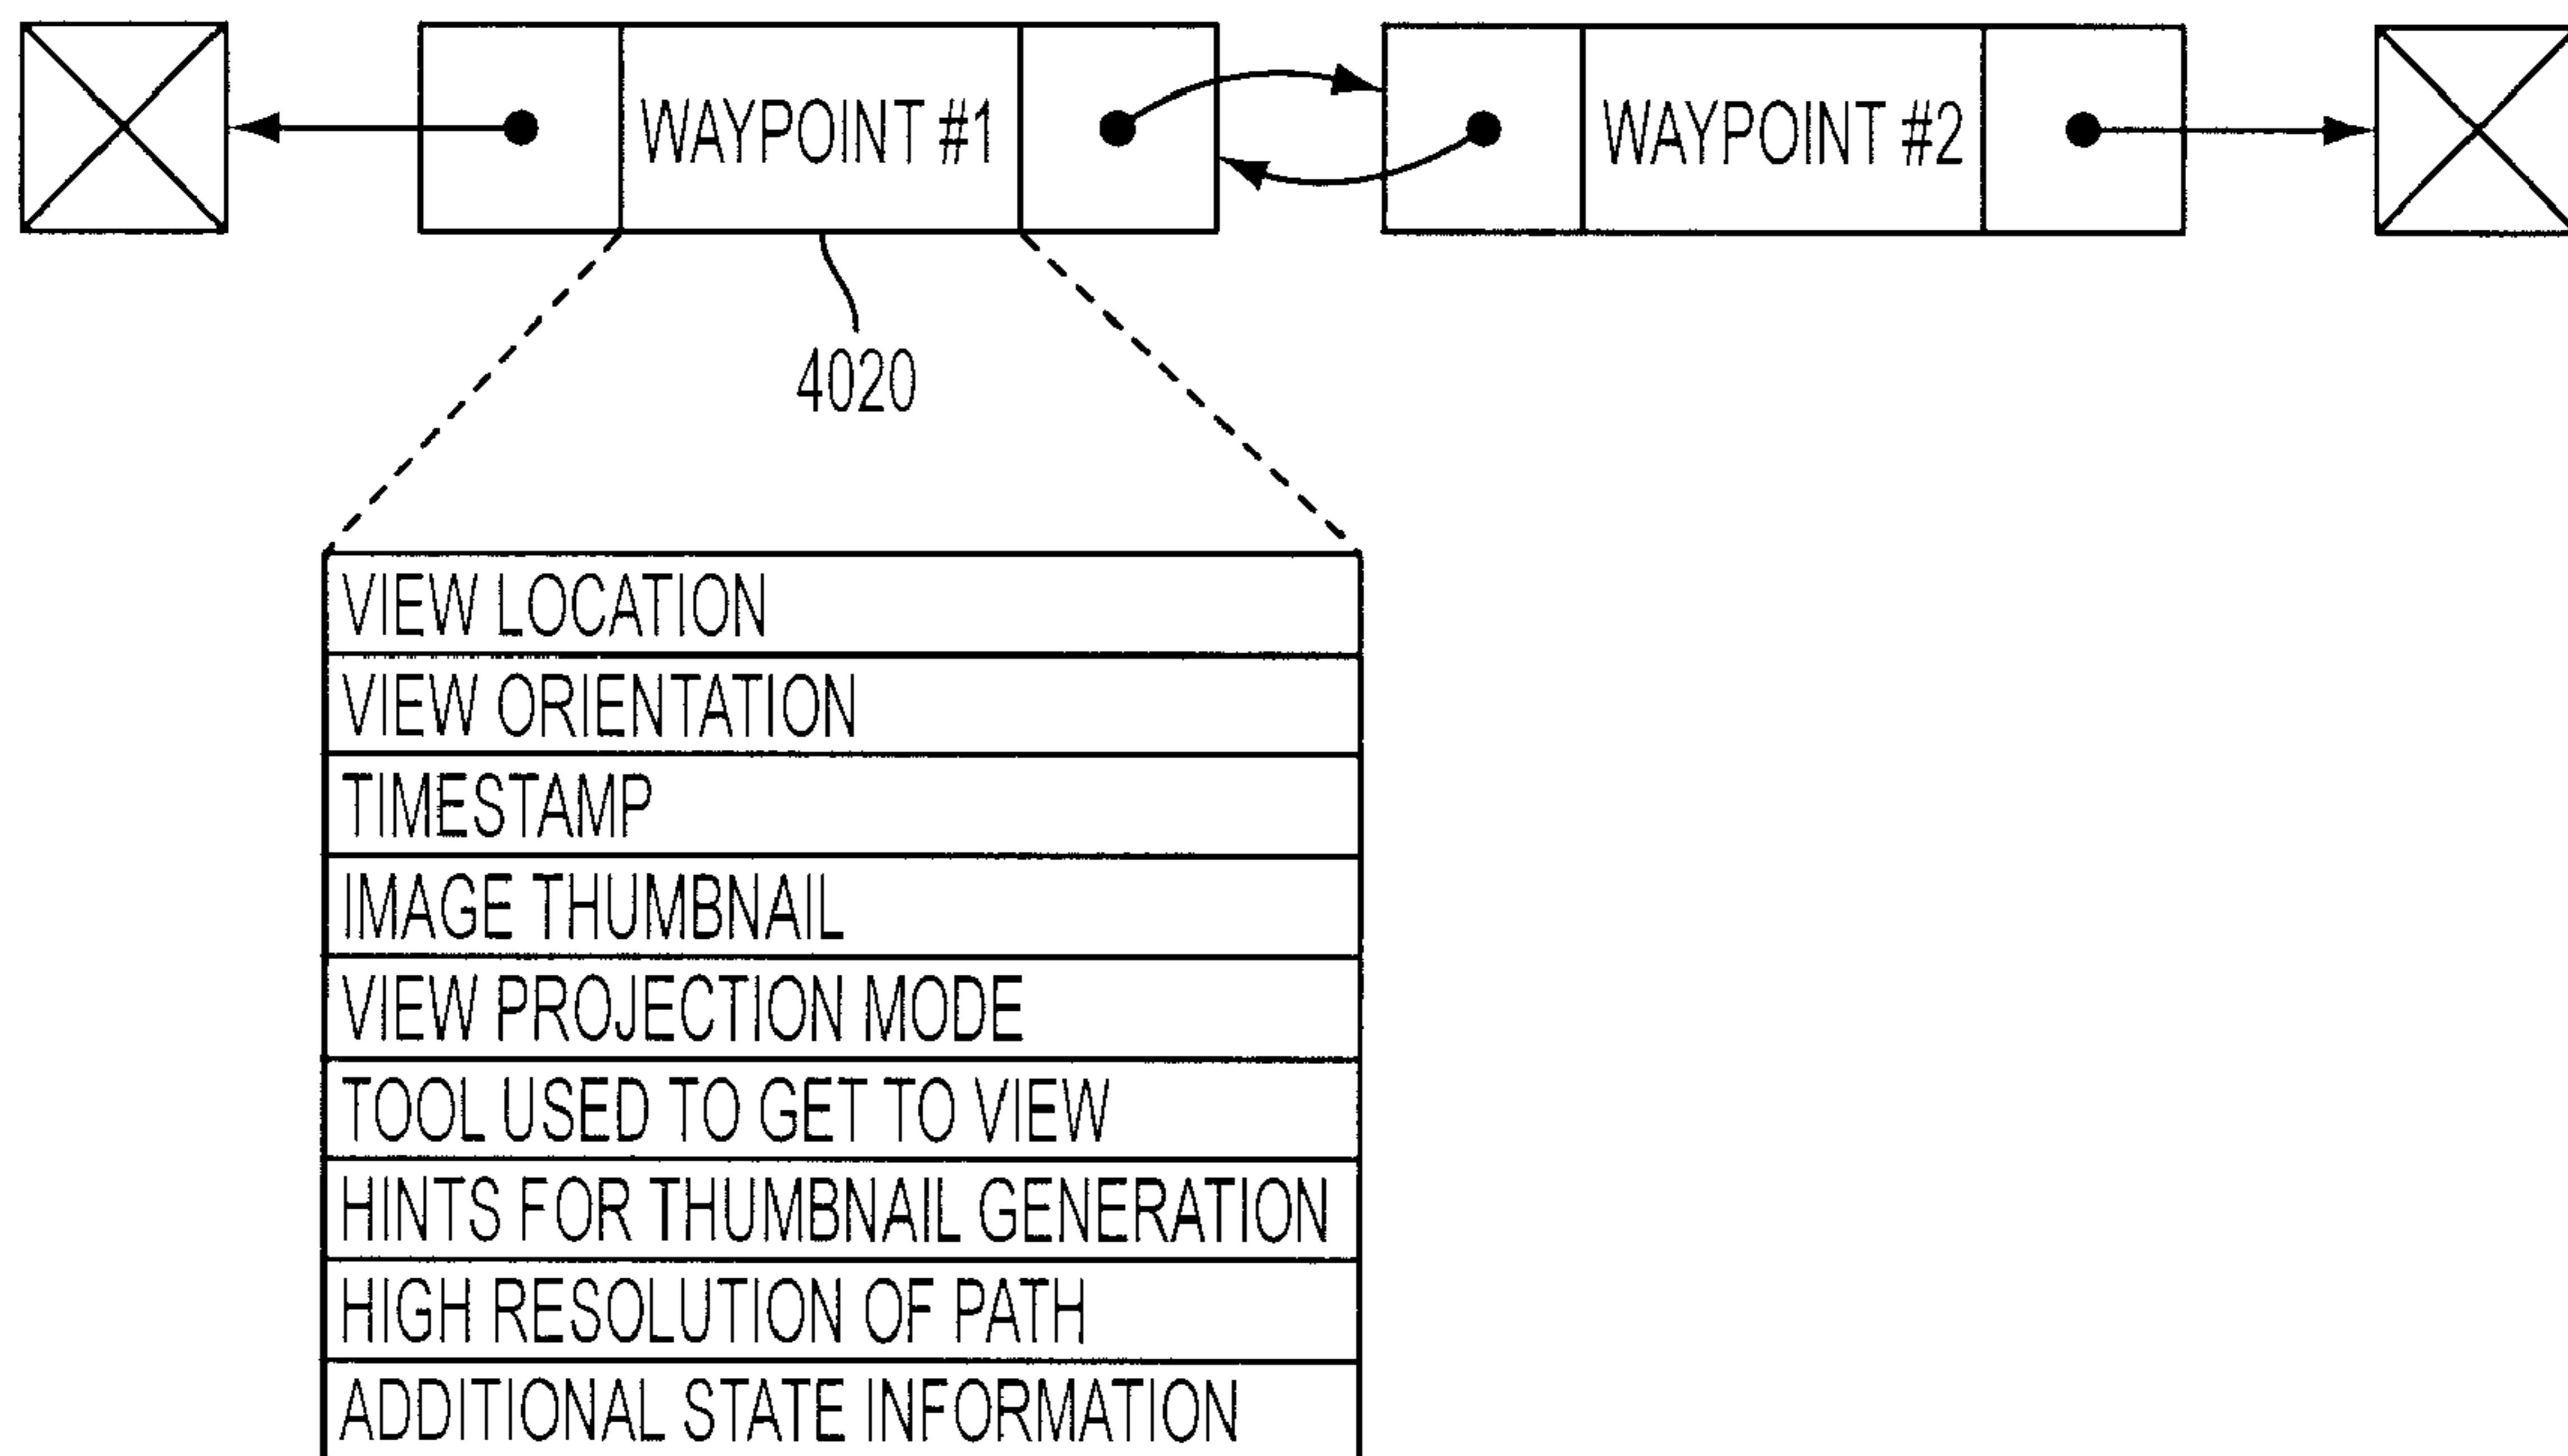 WAYPOINT #1
WAYPOINT #2
4020
VIEW LOCATION
VIEW ORIENTATION
TIMESTAMP
IMAGE THUMBNAIL
VIEW PROJECTION MODE
TOOL USED TO GET TO VIEW
HINTS FOR THUMBNAIL GENERATION
HIGH RESOLUTION OF PATH
ADDITIONAL STATE INFORMATION